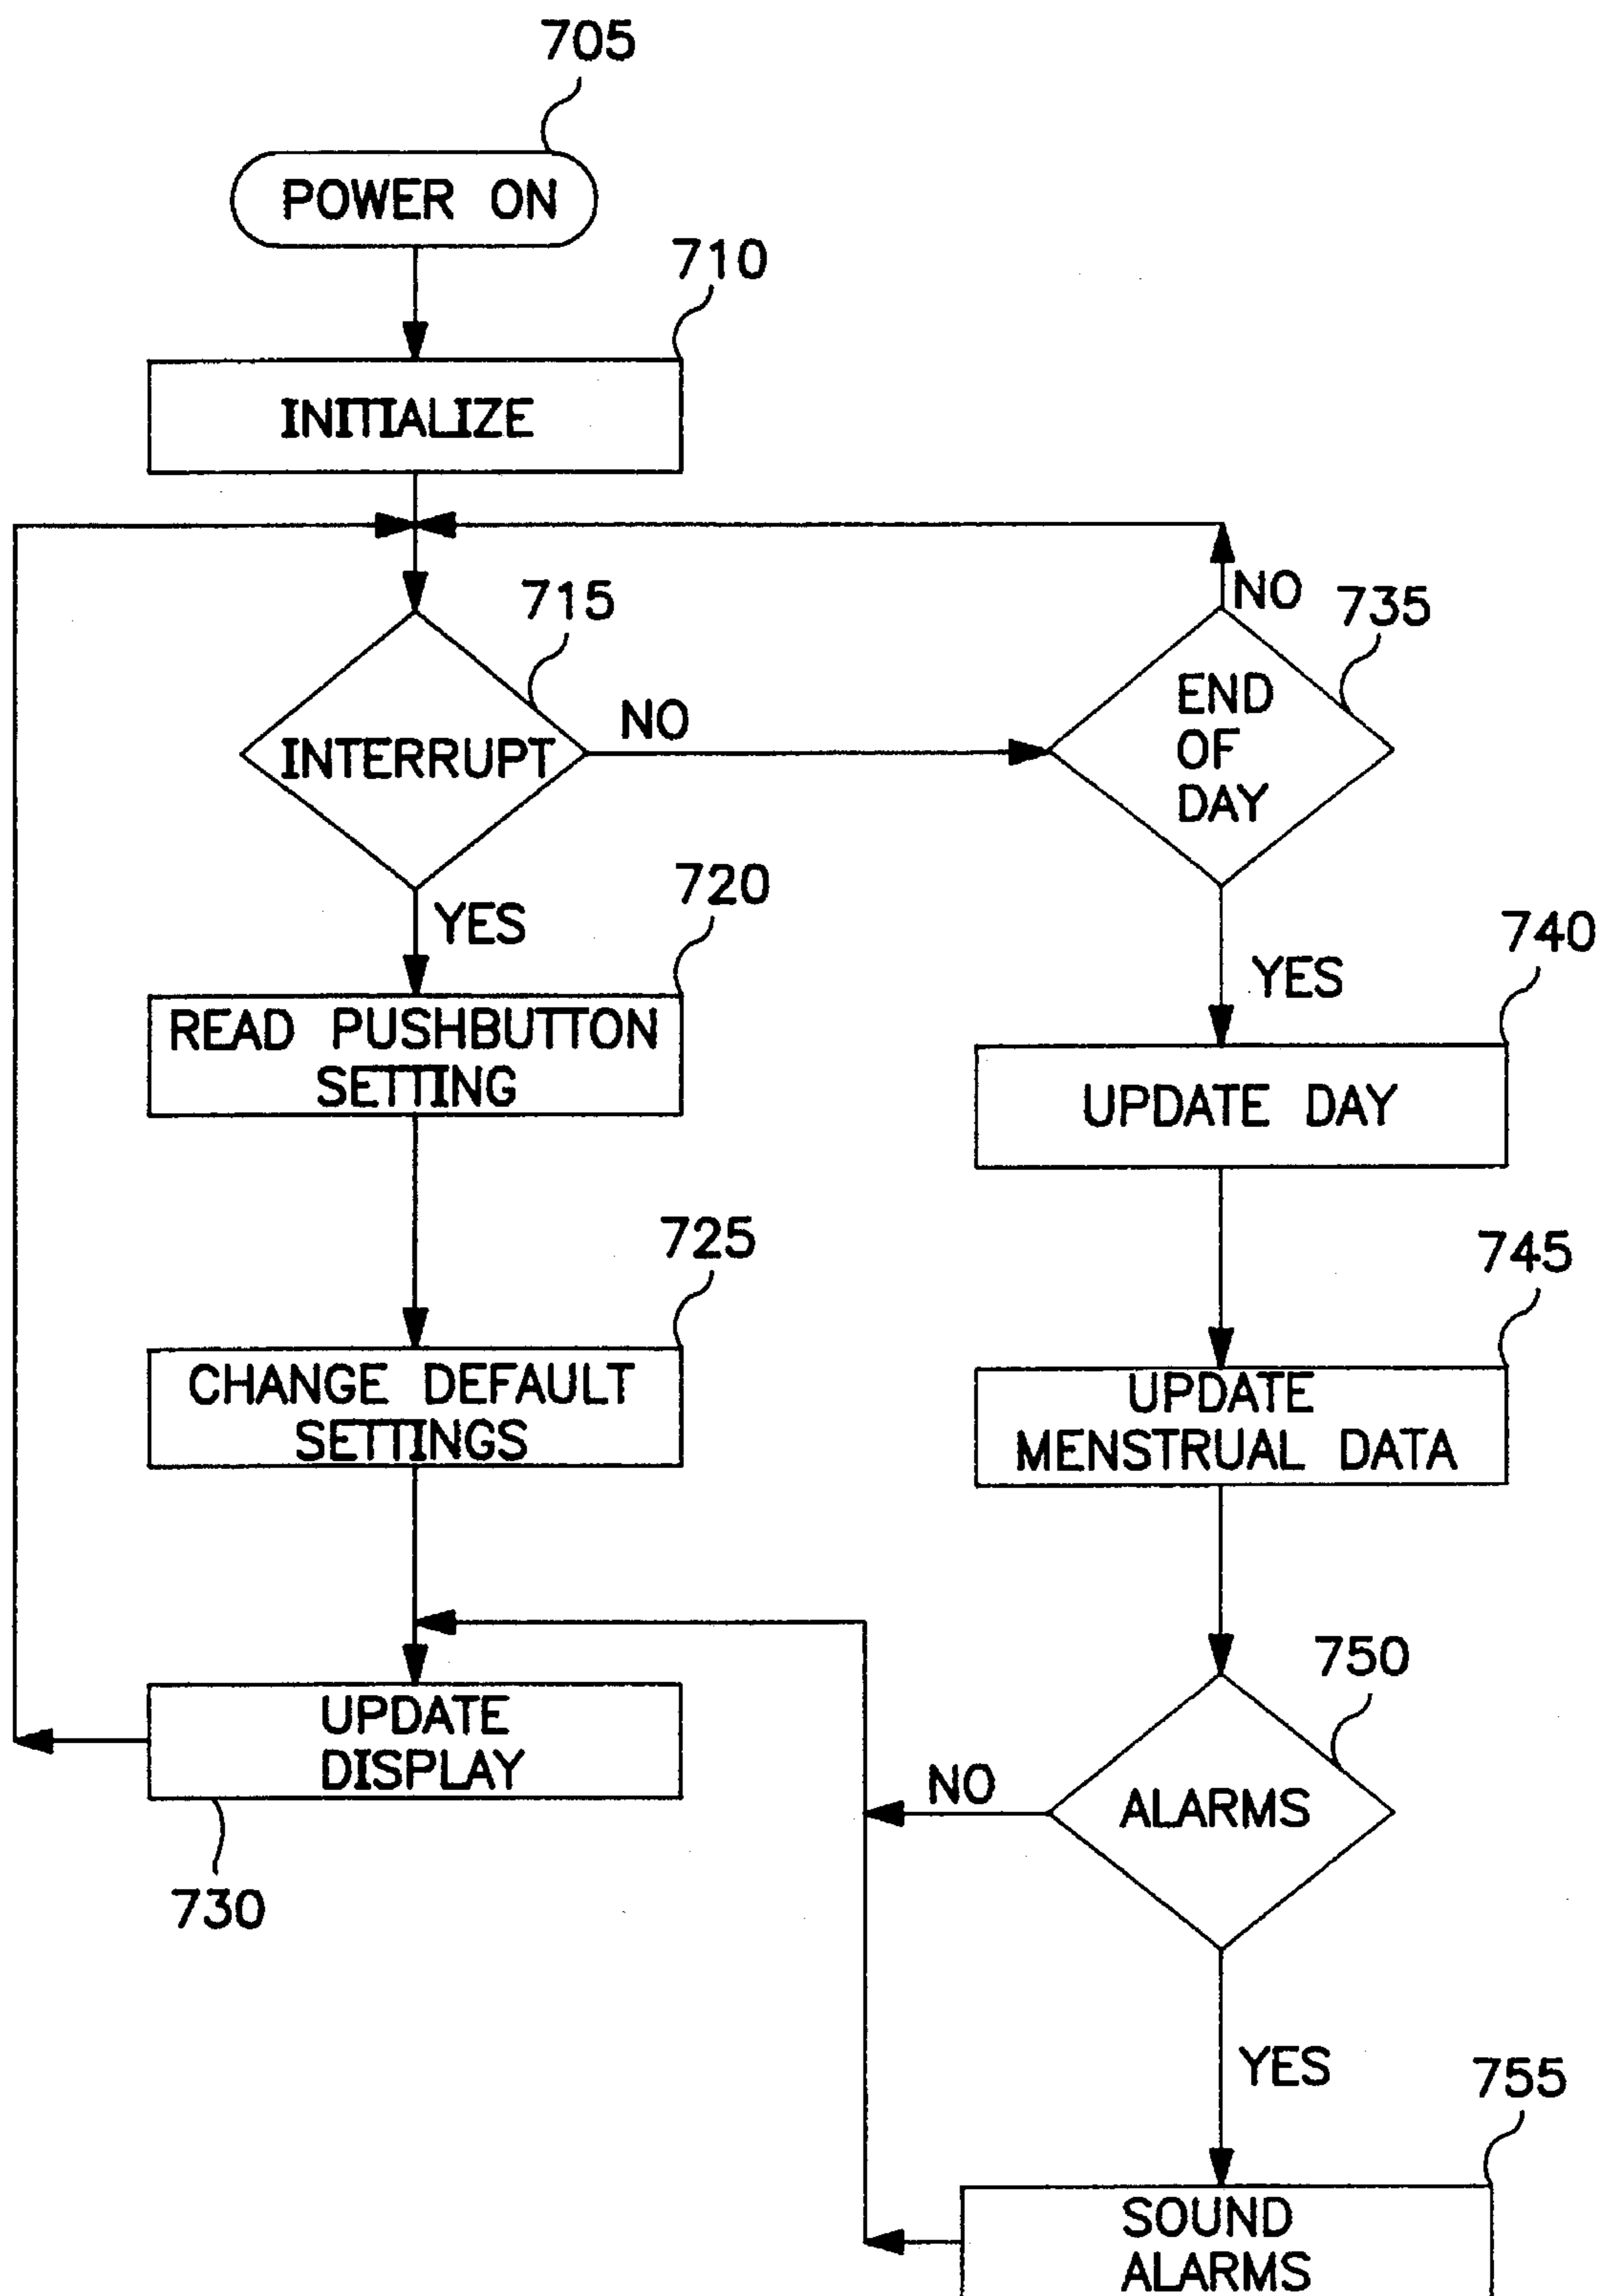 705
POWER ON
710
INITIALIZE
715
INTERRUPT
NO
YES
720
READ PUSHBUTTON
SETTING
725
CHANGE DEFAULT
SETTINGS
UPDATE
DISPLAY
730
NO
735
END
OF
DAY
YES
740
UPDATE DAY
745
UPDATE
MENSTRUAL DATA
750
ALARMS
NO
YES
755
SOUND
ALARMS